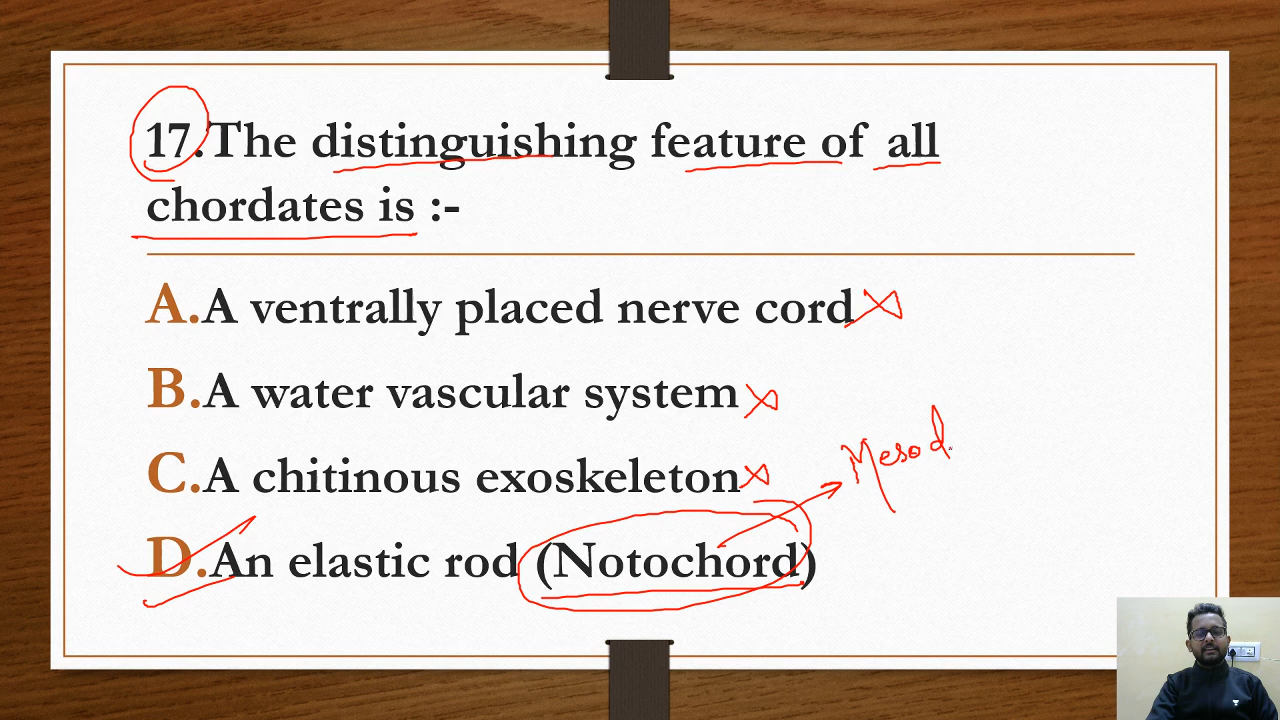 17.The distinguishing feature of all
chordates is :-
A.A ventrally placed nerve cord
B.A water vascular system
C.A chitinous exoskeleton
Mesod
D.An elastic rod (Notochord)